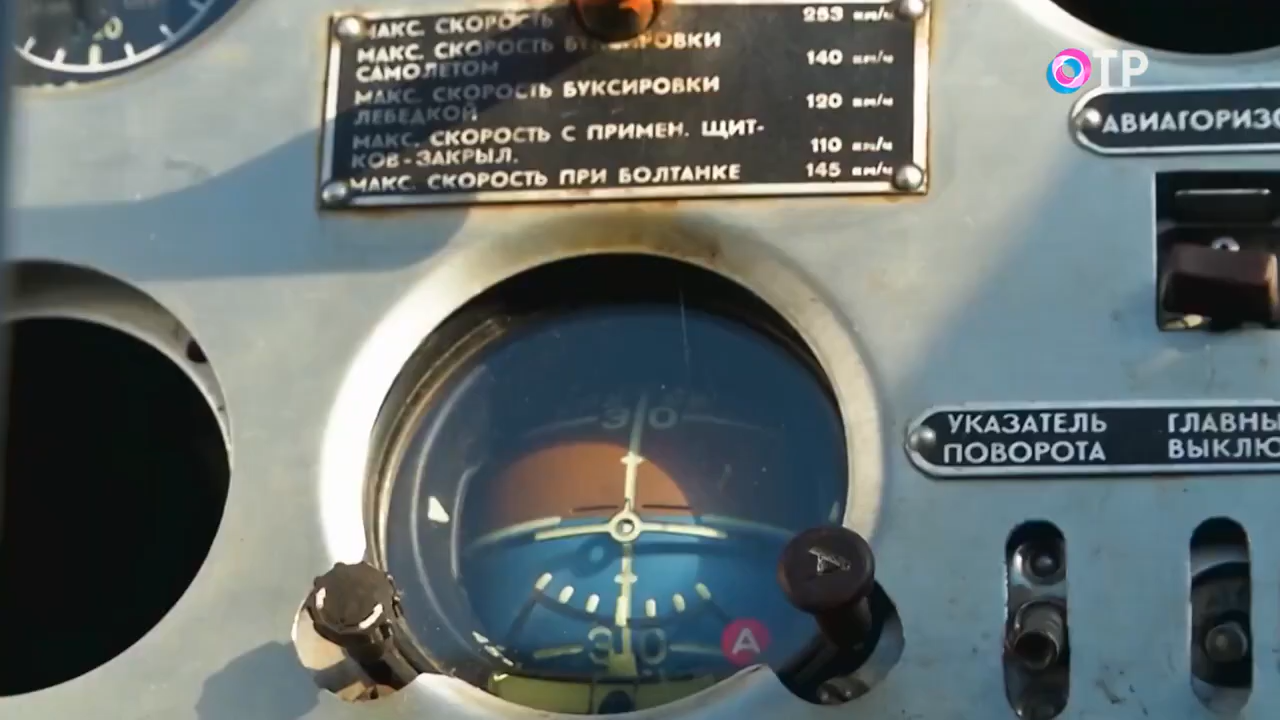 20
МАКС. СКОРОСТЬ 253 км/ч
МАКС. СКОРОСТЬ БУКСИРОВКИ
САМОЛЕТОМ 140 км/ч
МАКС. СКОРОСТЬ БУКСИРОВКИ
ЛЕБЕДКОЙ 120 км/ч
МАКС. СКОРОСТЬ С ПРИМЕН. ЩИТ-
КОВ-ЗАКРЫЛ. 110 км/ч
МАКС. СКОРОСТЬ ПРИ БОЛТАНКЕ 145 км/ч
ОТР
АВИАГОРИЗО
30
УКАЗАТЕЛЬ ГЛАВНЫ
ПОВОРОТА ВЫКЛЮ
30
А